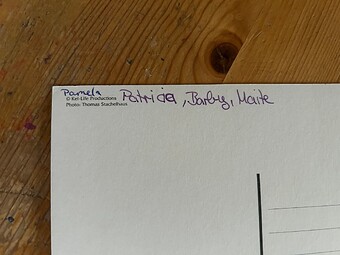 Pamela Patricia, Barby, Maite
© Kel-Life Productions
Photo: Thomas Stachelhaus